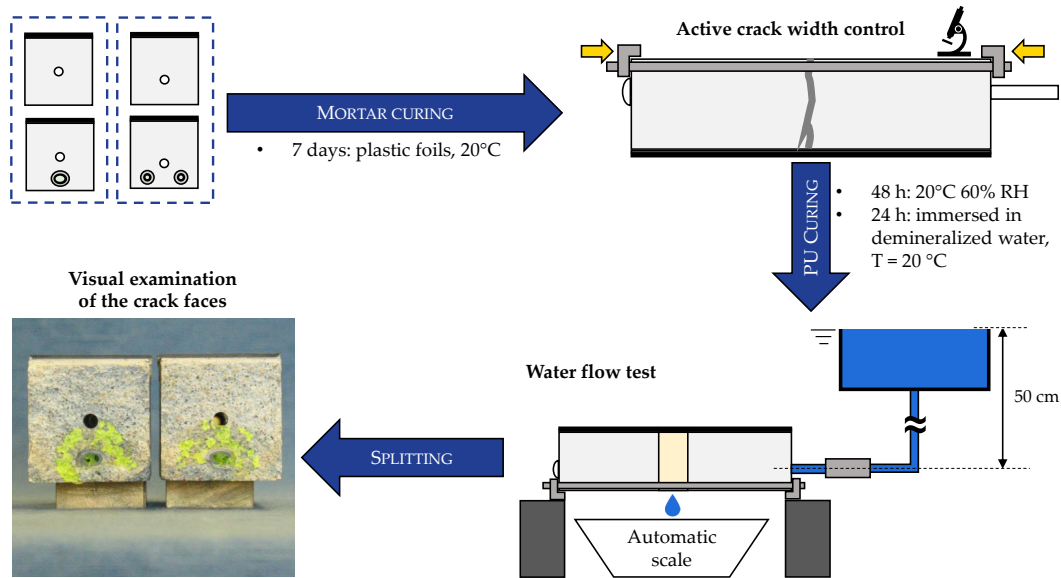 Active crack width control
MORTAR CURING
• 7 days: plastic foils, 20°C
PU CURING
• 48 h: 20°C 60% RH
• 24 h: immersed in
demineralized water,
T = 20 °C
Visual examination
of the crack faces
Water flow test
50 cm
SPLITTING
Automatic
scale